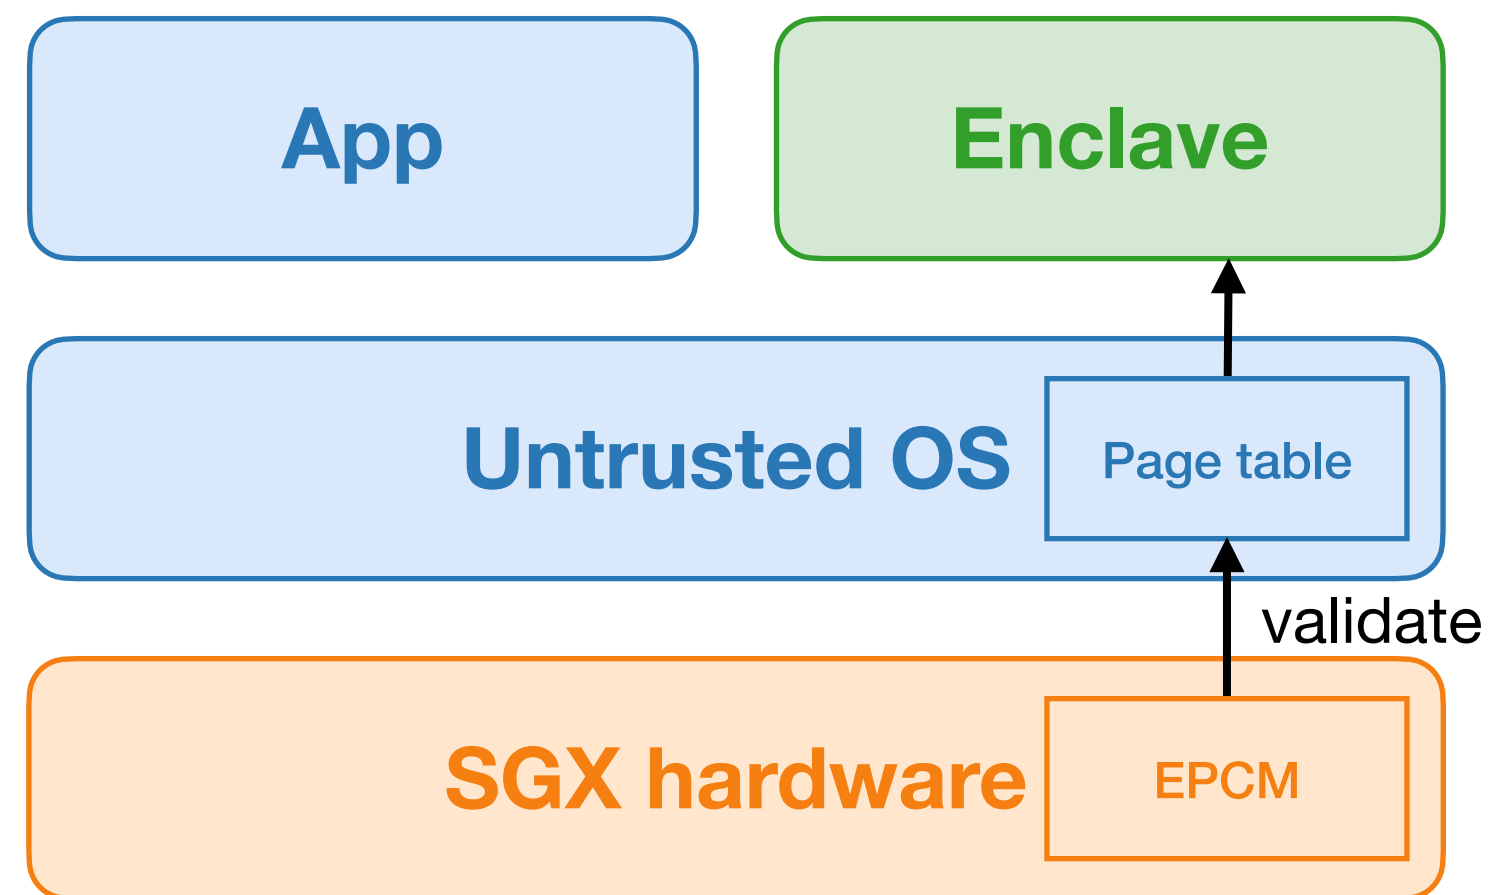 App
Enclave
Untrusted OS
Page table
validate
SGX hardware
EPCM